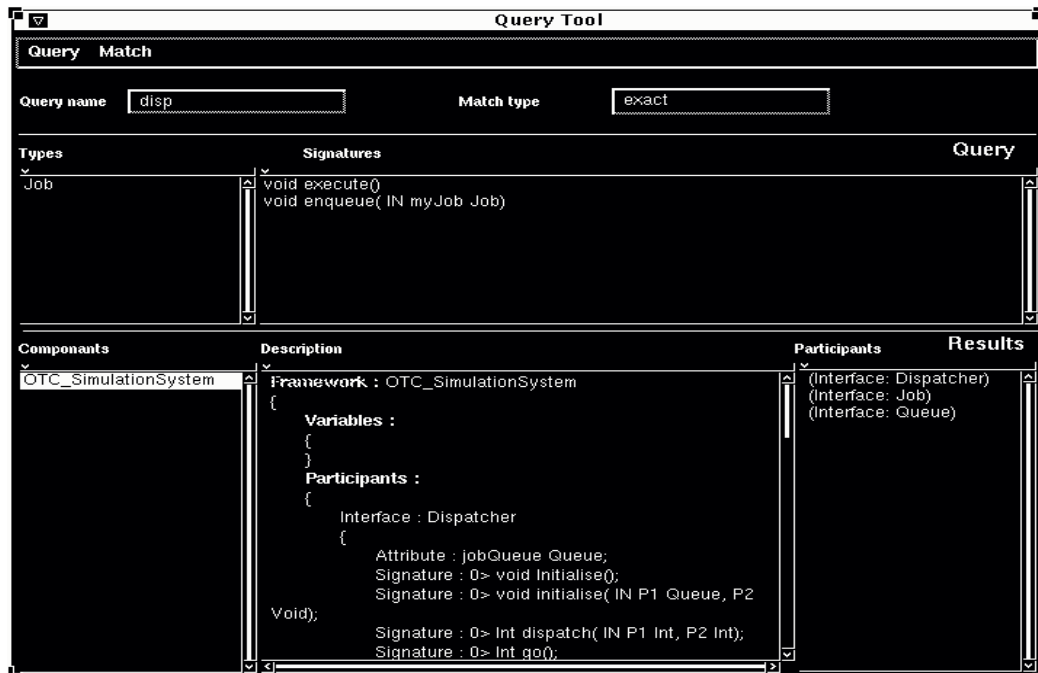 Query Tool
Query Match
Query name disp Match type exact
Types Signatures Query
Job
void execute()
void enqueue( IN myJob Job)
Componants Description Participants Results
OTC_SimulationSystem
Framework : OTC_SimulationSystem
{
Variables :
{
}
Participants :
{
Interface : Dispatcher
{
Attribute : jobQueue Queue;
Signature : 0> void Initialise();
Signature : 0> void initialise( IN P1 Queue, P2
Void);
Signature : 0> Int dispatch( IN P1 Int, P2 Int);
Signature : 0> Int go();
(Interface: Dispatcher)
(Interface: Job)
(Interface: Queue)